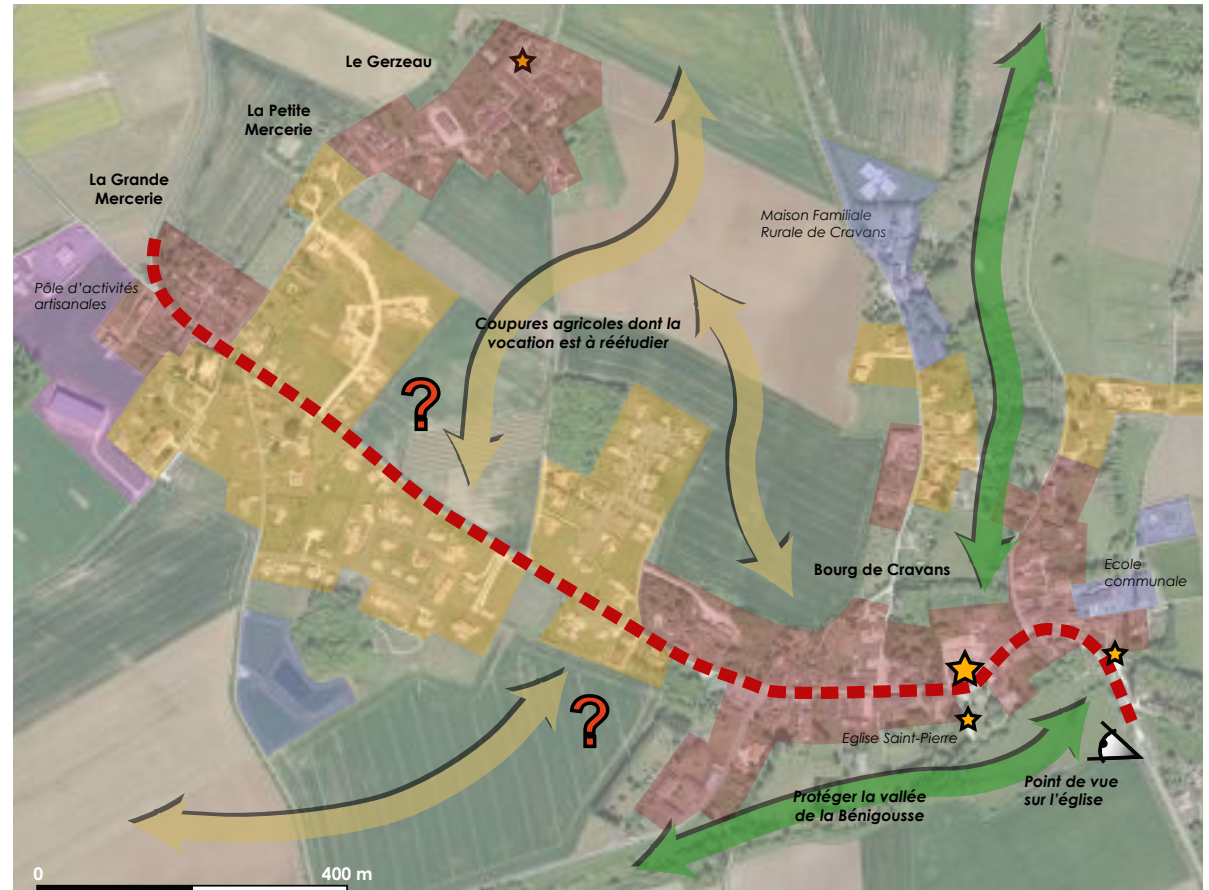 Le Gerzeau
La Petite
Mercerie
La Grande
Mercerie
Pôle d'activités
artisanales
Maison Familiale
Rurale de Cravans
Coupures agricoles dont la
vocation est à réétudier
?
Bourg de Cravans
Ecole
communale
?
Eglise Saint-Pierre
Protéger la vallée
de la Bénigousse
Point de vue
sur l'église
0
400 m